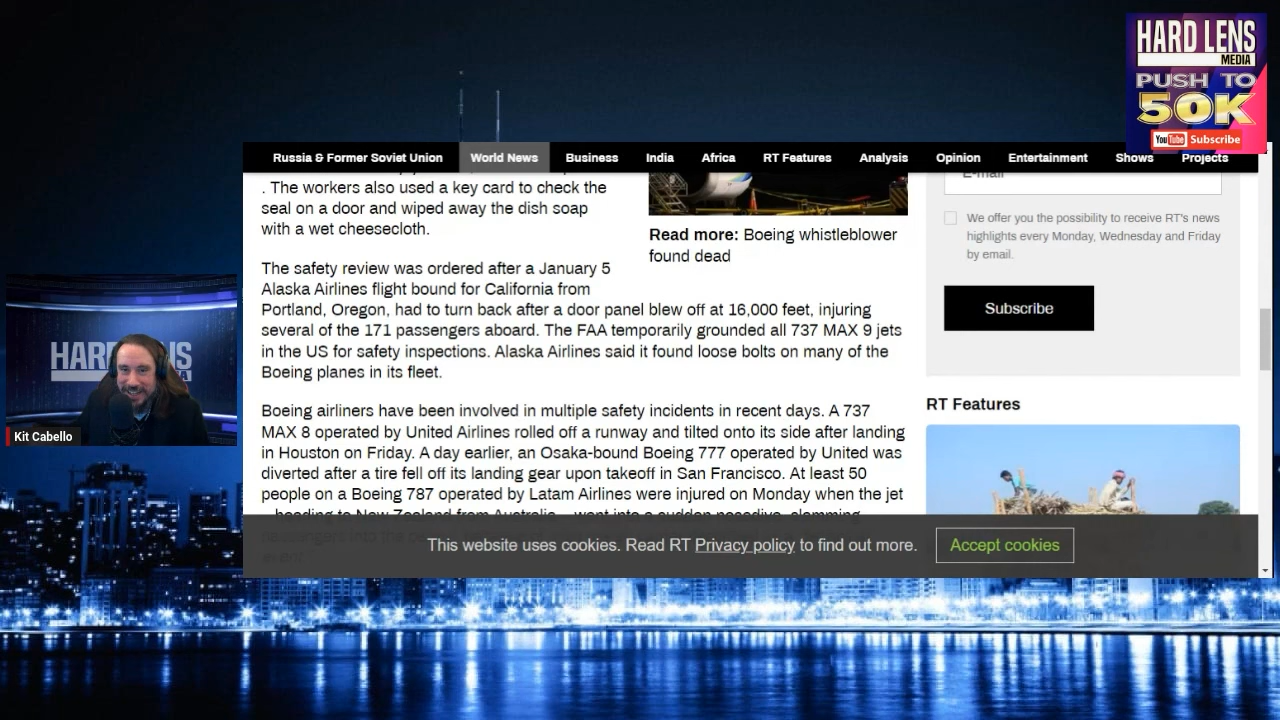 HARD LENS
MEDIA
PUSH TO
50K
YouTube Subscribe
Russia & Former Soviet Union World News Business India Africa RT Features Analysis Opinion Entertainment Shows Projects
. The workers also used a key card to check the
seal on a door and wiped away the dish soap
with a wet cheesecloth.
Read more: Boeing whistleblower
found dead
The safety review was ordered after a January 5
Alaska Airlines flight bound for California from
Portland, Oregon, had to turn back after a door panel blew off at 16,000 feet, injuring
several of the 171 passengers aboard. The FAA temporarily grounded all 737 MAX 9 jets
in the US for safety inspections. Alaska Airlines said it found loose bolts on many of the
Boeing planes in its fleet.
Boeing airliners have been involved in multiple safety incidents in recent days. A 737
MAX 8 operated by United Airlines rolled off a runway and tilted onto its side after landing
in Houston on Friday. A day earlier, an Osaka-bound Boeing 777 operated by United was
diverted after a tire fell off its landing gear upon takeoff in San Francisco. At least 50
people on a Boeing 787 operated by Latam Airlines were injured on Monday when the jet
E-mail
We offer you the possibility to receive RT's news
highlights every Monday, Wednesday and Friday
by email.
Subscribe
RT Features
This website uses cookies. Read RT Privacy policy to find out more. Accept cookies
HARD LENS
Kit Cabello